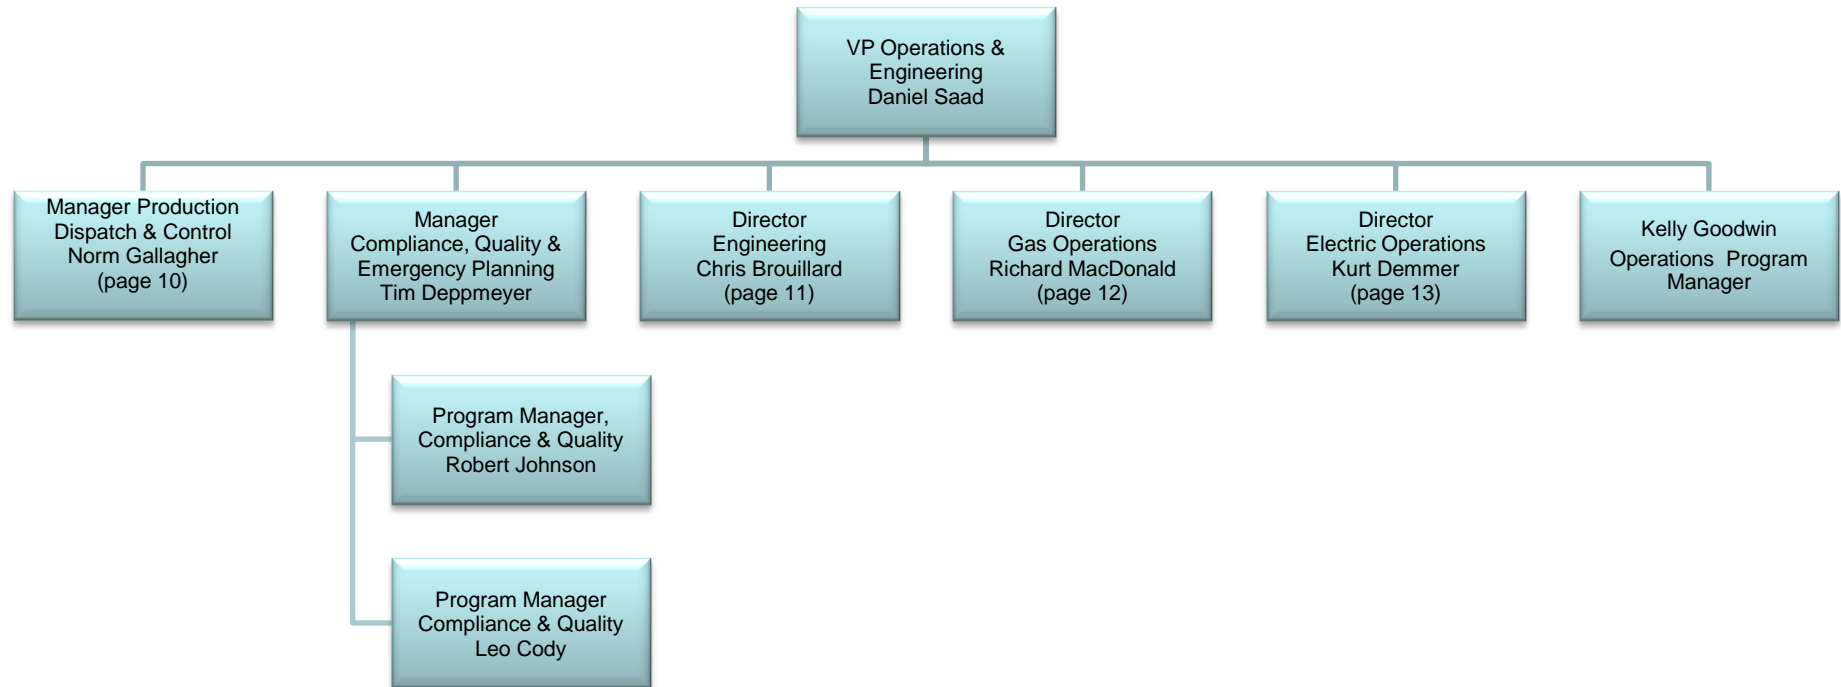 VP Operations &
Engineering
Daniel Saad
Manager Production
Dispatch & Control
Norm Gallagher
(page 10)
Manager
Compliance, Quality &
Emergency Planning
Tim Deppmeyer
Director
Engineering
Chris Brouillard
(page 11)
Director
Gas Operations
Richard MacDonald
(page 12)
Director
Electric Operations
Kurt Demmer
(page 13)
Kelly Goodwin
Operations Program
Manager
Program Manager,
Compliance & Quality
Robert Johnson
Program Manager
Compliance & Quality
Leo Cody